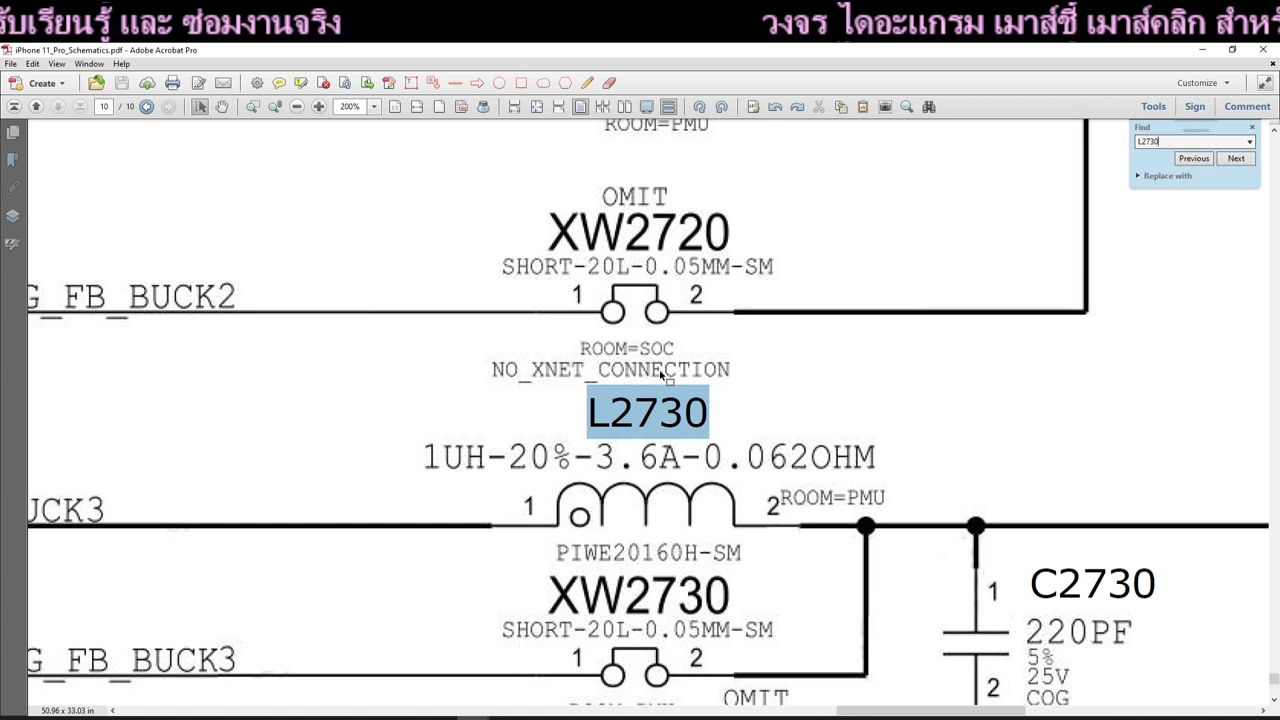 รับเรียนรู้ และ ซ่อมงานจริง
วงจร ไดอะแกรม เมาส์ชี้ เมาส์คลิก สำหร
iPhone 11_Pro_Schematics.pdf - Adobe Acrobat Pro
File Edit View Window Help
Create
Customize
10 / 10
200%
Tools Sign Comment
Find
L2730
Previous Next
Replace with
ROOM=PMU
OMIT
XW2720
SHORT-20L-0.05MM-SM
G_FB_BUCK2
1 2
ROOM=SOC
NO_XNET_CONNECTION
L2730
1UH-20%-3.6A-0.062OHM
UCK3
1 2
ROOM=PMU
PIWE20160H-SM
XW2730
SHORT-20L-0.05MM-SM
G_FB_BUCK3
1 2
OMIT
C2730
1
220PF
5%
25V
2
COG
50.96 x 33.03 in